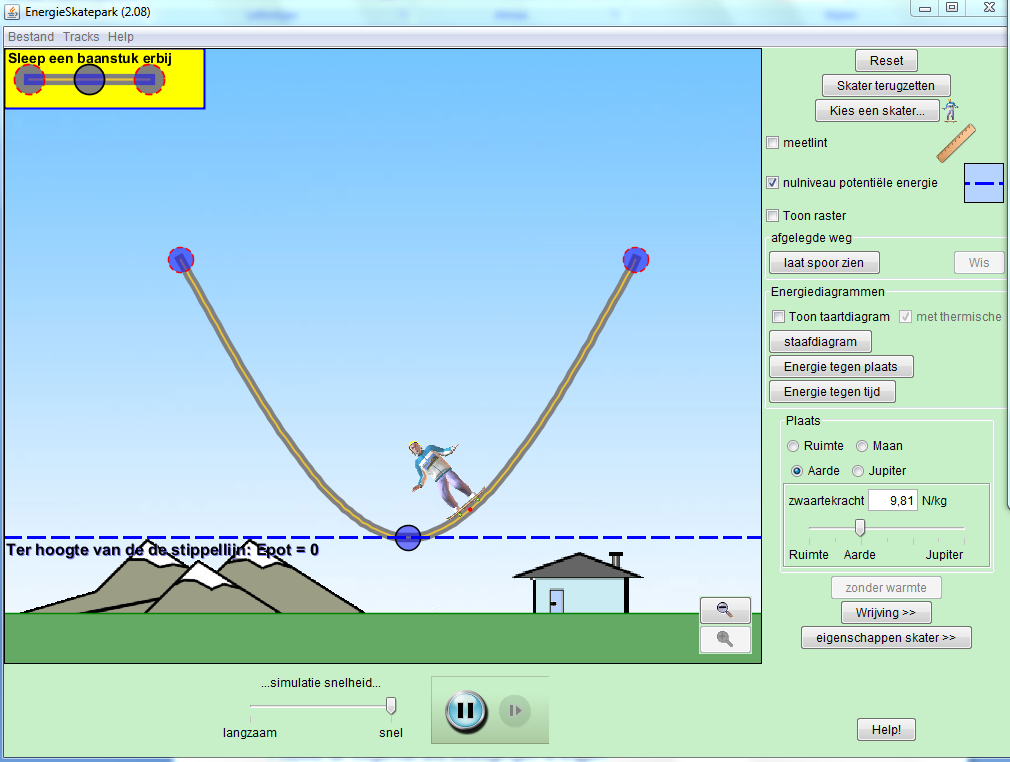 EnergieSkatepark (2.08)
Bestand Tracks Help
Sleep een baanstuk erbij
Reset
Skater terugzetten
Kies een skater...
meetlint
nulniveau potentiële energie
Toon raster
afgelegde weg
laat spoor zien Wis
Energiediagrammen
Toon taartdiagram met thermische
staafdiagram
Energie tegen plaats
Energie tegen tijd
Plaats
Ruimte Maan
Aarde Jupiter
zwaartekracht 9,81 N/kg
Ruimte Aarde Jupiter
Ter hoogte van de de stippellijn: Epot = 0
zonder warmte
Wrijving >>
eigenschappen skater >>
...simulatie snelheid...
langzaam snel
Help!